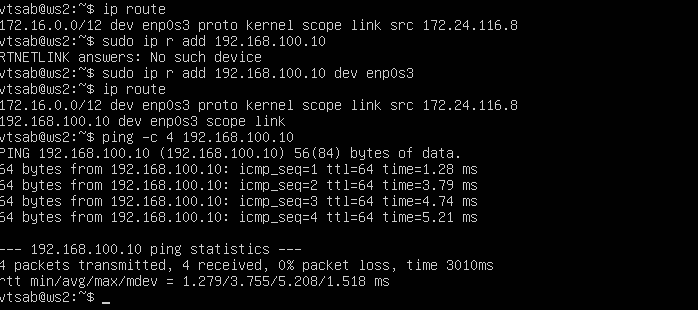 vtsab@ws2:~$ ip route
172.16.0.0/12 dev enp0s3 proto kernel scope link src 172.24.116.8
vtsab@ws2:~$ sudo ip r add 192.168.100.10
RTNETLINK answers: No such device
vtsab@ws2:~$ sudo ip r add 192.168.100.10 dev enp0s3
vtsab@ws2:~$ ip route
172.16.0.0/12 dev enp0s3 proto kernel scope link src 172.24.116.8
192.168.100.10 dev enp0s3 scope link
vtsab@ws2:~$ ping -c 4 192.168.100.10
PING 192.168.100.10 (192.168.100.10) 56(84) bytes of data.
64 bytes from 192.168.100.10: icmp_seq=1 ttl=64 time=1.28 ms
64 bytes from 192.168.100.10: icmp_seq=2 ttl=64 time=3.79 ms
64 bytes from 192.168.100.10: icmp_seq=3 ttl=64 time=4.74 ms
64 bytes from 192.168.100.10: icmp_seq=4 ttl=64 time=5.21 ms

--- 192.168.100.10 ping statistics ---
4 packets transmitted, 4 received, 0% packet loss, time 3010ms
rtt min/avg/max/mdev = 1.279/3.755/5.208/1.518 ms
vtsab@ws2:~$ _